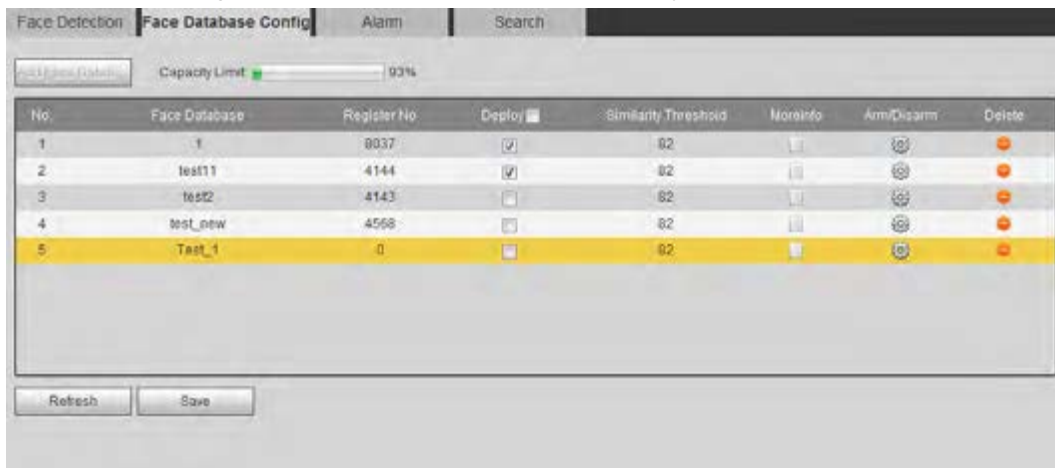 Face Detection Face Database Config Alarm Search
Capacity Limit 93%
No. Face Database Register No Deploy Similarity Threshold MoreInfo Arm/Disarm Delete
1 1 8037 82
2 test11 4144 82
3 test2 4143 82
4 test_new 4568 82
5 Test_1 0 82
Refresh Save